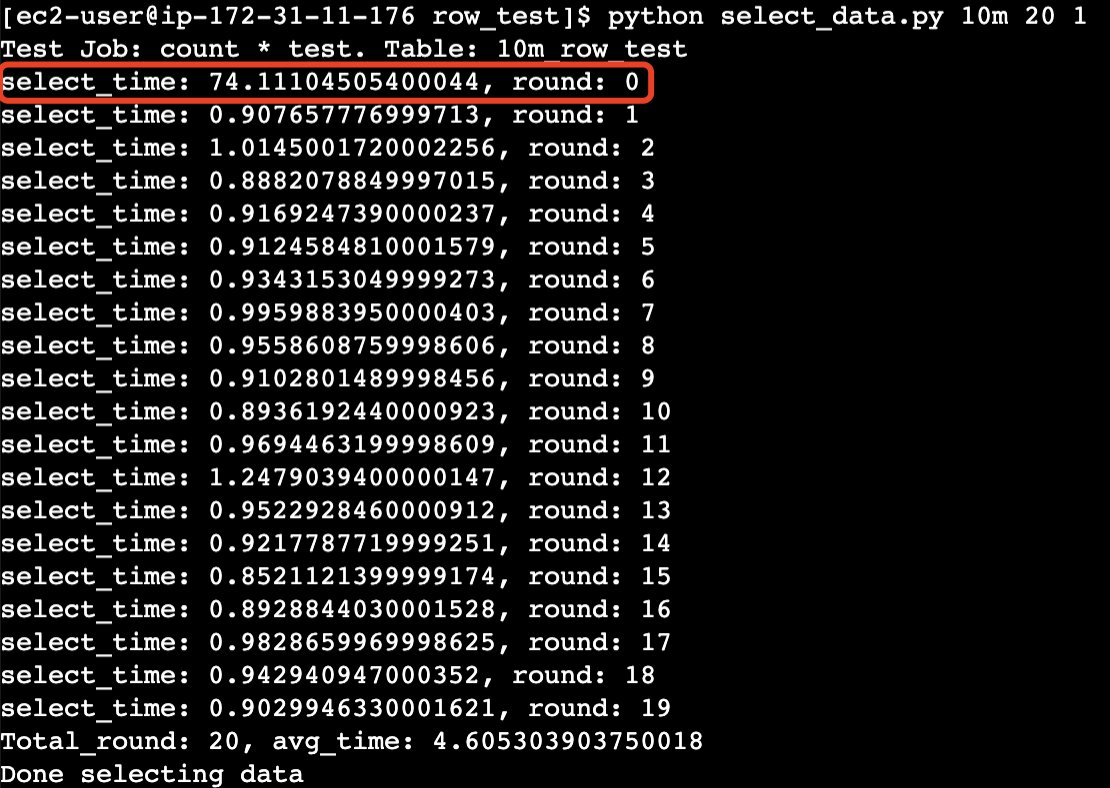 [ec2-user@ip-172-31-11-176 row_test]$ python select_data.py 10m 20 1
Test Job: count * test. Table: 10m_row_test
select_time: 74.11104505400044, round: 0
select_time: 0.907657776999713, round: 1
select_time: 1.0145001720002256, round: 2
select_time: 0.8882078849997015, round: 3
select_time: 0.9169247390000237, round: 4
select_time: 0.9124584810001579, round: 5
select_time: 0.9343153049999273, round: 6
select_time: 0.9959883950000403, round: 7
select_time: 0.9558608759998606, round: 8
select_time: 0.9102801489998456, round: 9
select_time: 0.8936192440000923, round: 10
select_time: 0.9694463199998609, round: 11
select_time: 1.2479039400000147, round: 12
select_time: 0.9522928460000912, round: 13
select_time: 0.9217787719999251, round: 14
select_time: 0.8521121399999174, round: 15
select_time: 0.8928844030001528, round: 16
select_time: 0.9828659969998625, round: 17
select_time: 0.942940947000352, round: 18
select_time: 0.9029946330001621, round: 19
Total_round: 20, avg_time: 4.605303903750018
Done selecting data